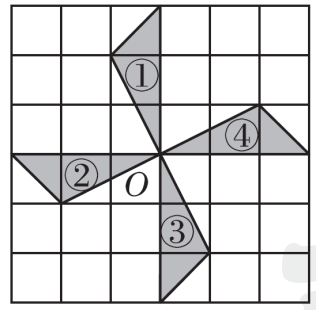 ①
④
②
O
③